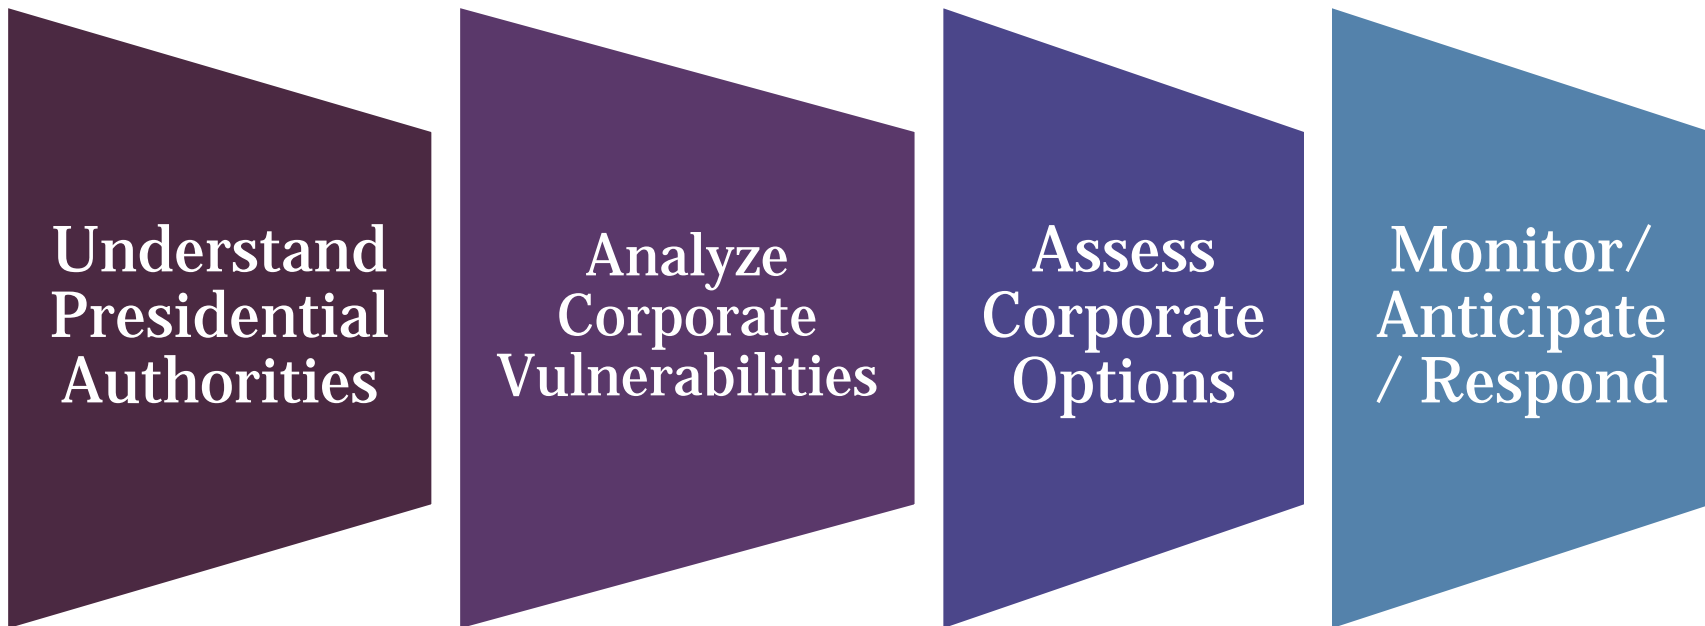 Understand
Presidential
Authorities
Analyze
Corporate
Vulnerabilities
Assess
Corporate
Options
Monitor/
Anticipate
/ Respond